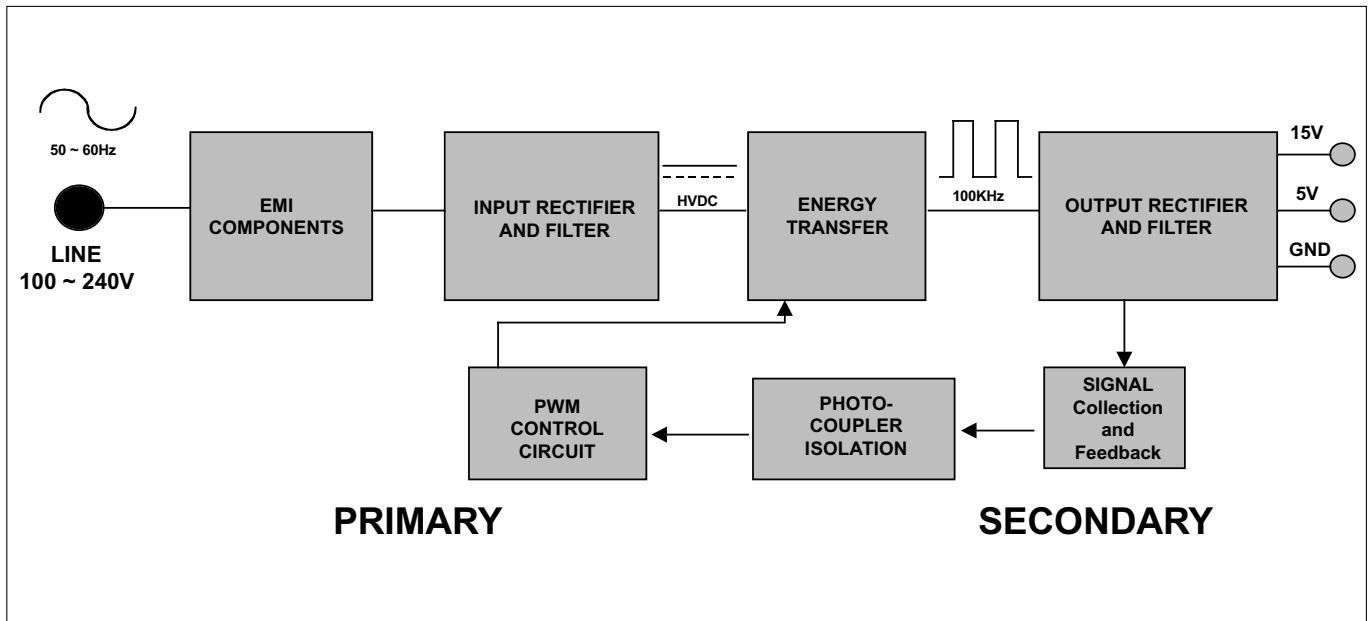 50 ~ 60Hz
LINE
100 ~ 240V
EMI
COMPONENTS
INPUT RECTIFIER
AND FILTER
HVDC
ENERGY
TRANSFER
100KHz
OUTPUT RECTIFIER
AND FILTER
15V
5V
GND
PWM
CONTROL
CIRCUIT
PHOTO-
COUPLER
ISOLATION
SIGNAL
Collection
and
Feedback
PRIMARY
SECONDARY